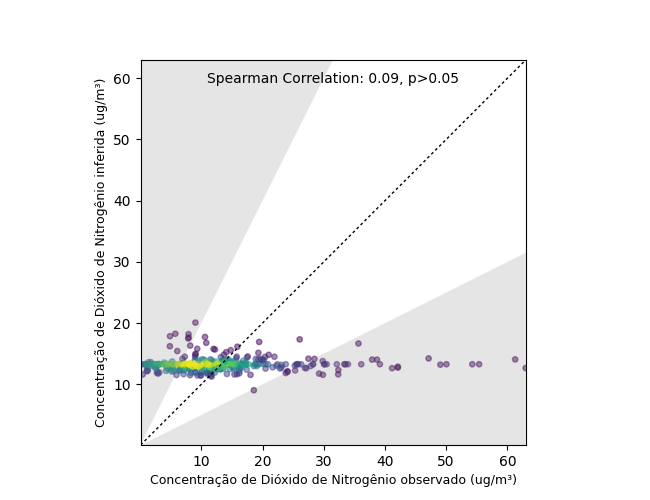 Spearman Correlation: 0.09, p>0.05
Concentração de Dióxido de Nitrogênio inferida (ug/m³)
60
50
40
30
20
10
10 20 30 40 50 60
Concentração de Dióxido de Nitrogênio observado (ug/m³)